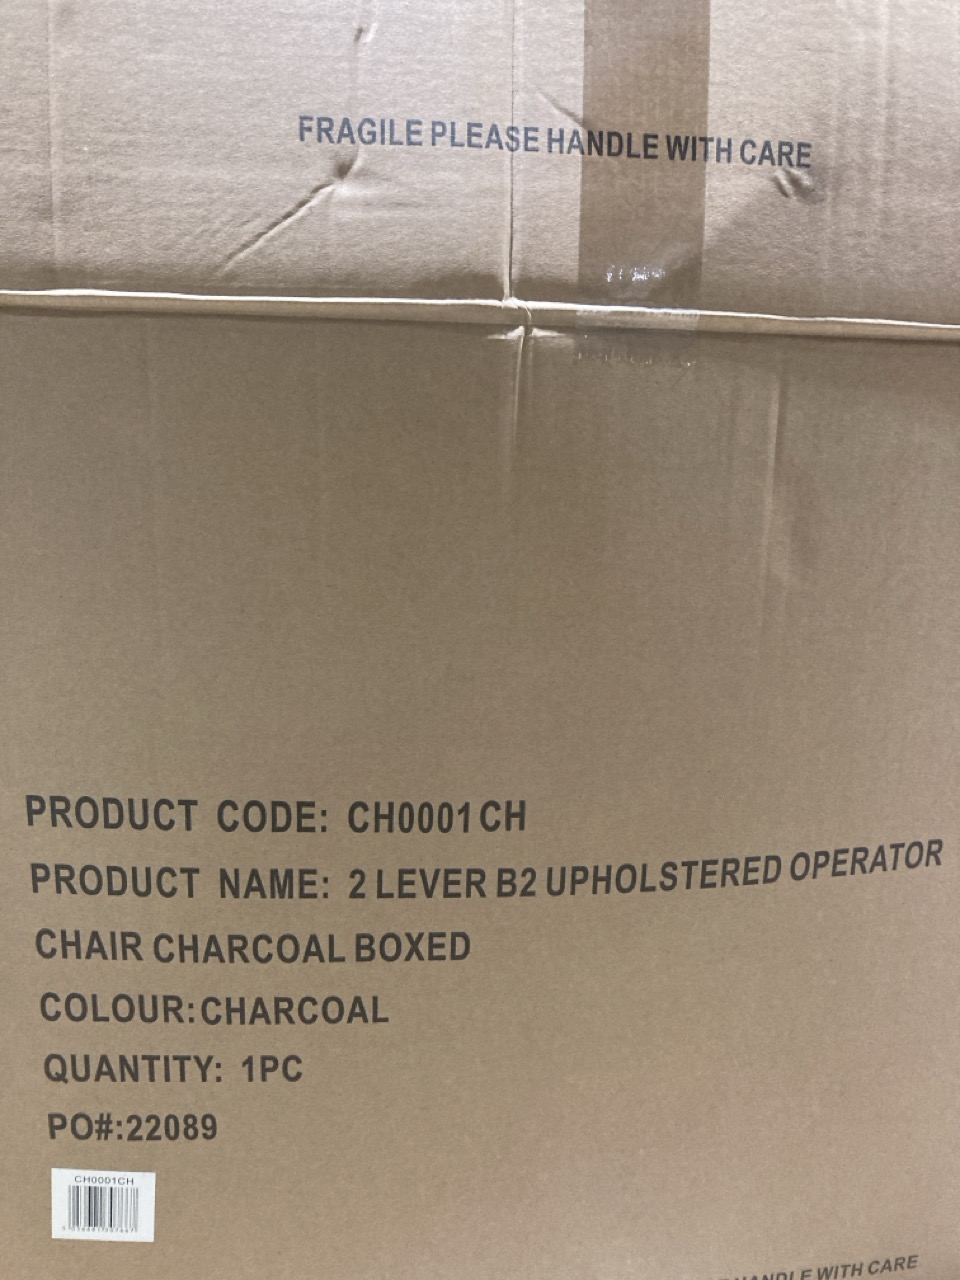 FRAGILE PLEASE HANDLE WITH CARE
PRODUCT CODE: CH0001CH
PRODUCT NAME: 2 LEVER B2 UPHOLSTERED OPERATOR
CHAIR CHARCOAL BOXED
COLOUR:CHARCOAL
QUANTITY: 1PC
PO#:22089
CH0001CH
WITH CARE